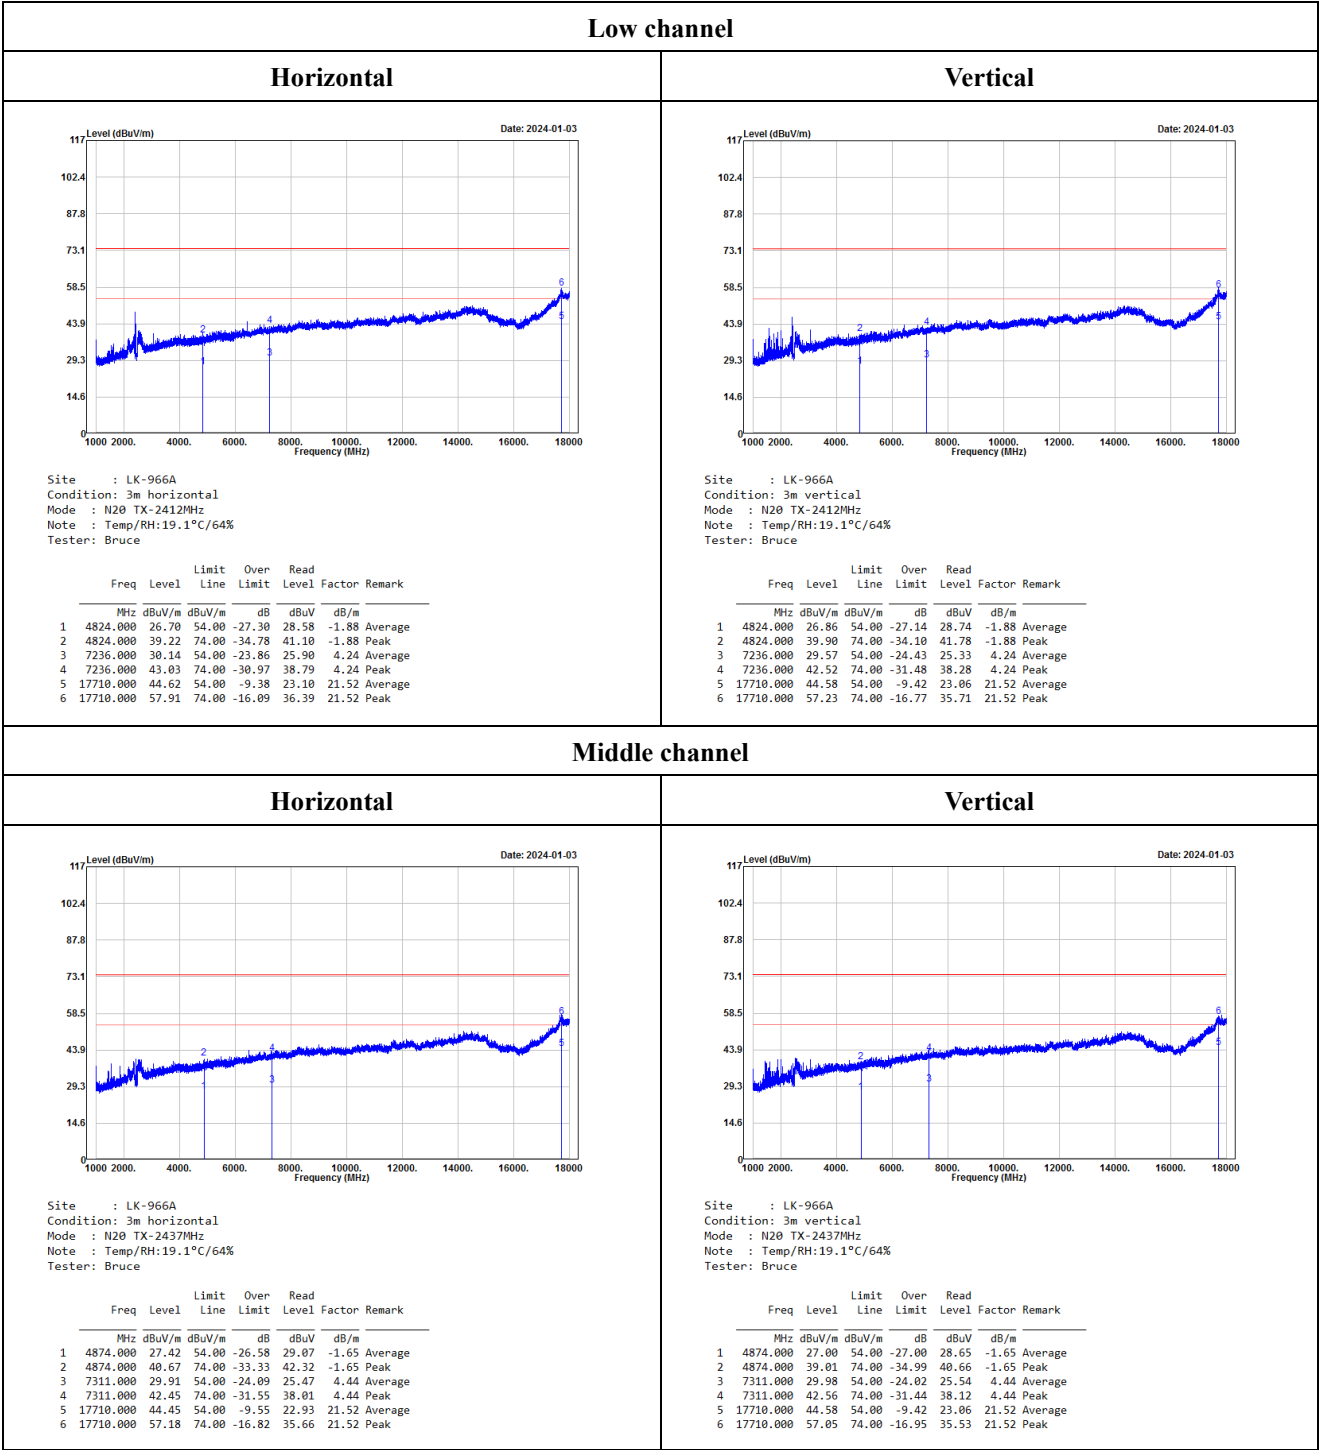 Low channel
Horizontal
Vertical
Date: 2024-01-03
Level (dBuV/m)
117
102.4
87.8
73.1
58.5
43.9
29.3
14.6
0
1000 2000. 4000. 6000. 8000. 10000. 12000. 14000. 16000. 18000
Frequency (MHz)
1
2
3
4
5
6
Site : LK-966A
Condition: 3m horizontal
Mode : N20 TX-2412MHz
Note : Temp/RH:19.1°C/64%
Tester: Bruce
Limit Over Read
Freq Level Line Limit Level Factor Remark
MHz dBuV/m dBuV/m dB dBuV dB/m
1 4824.000 26.70 54.00 -27.30 28.58 -1.88 Average
2 4824.000 39.22 74.00 -34.78 41.10 -1.88 Peak
3 7236.000 30.14 54.00 -23.86 25.90 4.24 Average
4 7236.000 43.03 74.00 -30.97 38.79 4.24 Peak
5 17710.000 44.62 54.00 -9.38 23.10 21.52 Average
6 17710.000 57.91 74.00 -16.09 36.39 21.52 Peak
Date: 2024-01-03
Level (dBuV/m)
117
102.4
87.8
73.1
58.5
43.9
29.3
14.6
0
1000 2000. 4000. 6000. 8000. 10000. 12000. 14000. 16000. 18000
Frequency (MHz)
1
2
3
4
5
6
Site : LK-966A
Condition: 3m vertical
Mode : N20 TX-2412MHz
Note : Temp/RH:19.1°C/64%
Tester: Bruce
Limit Over Read
Freq Level Line Limit Level Factor Remark
MHz dBuV/m dBuV/m dB dBuV dB/m
1 4824.000 26.86 54.00 -27.14 28.74 -1.88 Average
2 4824.000 39.90 74.00 -34.10 41.78 -1.88 Peak
3 7236.000 29.57 54.00 -24.43 25.33 4.24 Average
4 7236.000 42.52 74.00 -31.48 38.28 4.24 Peak
5 17710.000 44.58 54.00 -9.42 23.06 21.52 Average
6 17710.000 57.23 74.00 -16.77 35.71 21.52 Peak
Middle channel
Horizontal
Vertical
Date: 2024-01-03
Level (dBuV/m)
117
102.4
87.8
73.1
58.5
43.9
29.3
14.6
0
1000 2000. 4000. 6000. 8000. 10000. 12000. 14000. 16000. 18000
Frequency (MHz)
1
2
3
4
5
6
Site : LK-966A
Condition: 3m horizontal
Mode : N20 TX-2437MHz
Note : Temp/RH:19.1°C/64%
Tester: Bruce
Limit Over Read
Freq Level Line Limit Level Factor Remark
MHz dBuV/m dBuV/m dB dBuV dB/m
1 4874.000 27.42 54.00 -26.58 29.07 -1.65 Average
2 4874.000 40.67 74.00 -33.33 42.32 -1.65 Peak
3 7311.000 29.91 54.00 -24.09 25.47 4.44 Average
4 7311.000 42.45 74.00 -31.55 38.01 4.44 Peak
5 17710.000 44.45 54.00 -9.55 22.93 21.52 Average
6 17710.000 57.18 74.00 -16.82 35.66 21.52 Peak
Date: 2024-01-03
Level (dBuV/m)
117
102.4
87.8
73.1
58.5
43.9
29.3
14.6
0
1000 2000. 4000. 6000. 8000. 10000. 12000. 14000. 16000. 18000
Frequency (MHz)
1
2
3
4
5
6
Site : LK-966A
Condition: 3m vertical
Mode : N20 TX-2437MHz
Note : Temp/RH:19.1°C/64%
Tester: Bruce
Limit Over Read
Freq Level Line Limit Level Factor Remark
MHz dBuV/m dBuV/m dB dBuV dB/m
1 4874.000 27.00 54.00 -27.00 28.65 -1.65 Average
2 4874.000 39.01 74.00 -34.99 40.66 -1.65 Peak
3 7311.000 29.98 54.00 -24.02 25.54 4.44 Average
4 7311.000 42.56 74.00 -31.44 38.12 4.44 Peak
5 17710.000 44.58 54.00 -9.42 23.06 21.52 Average
6 17710.000 57.05 74.00 -16.95 35.53 21.52 Peak